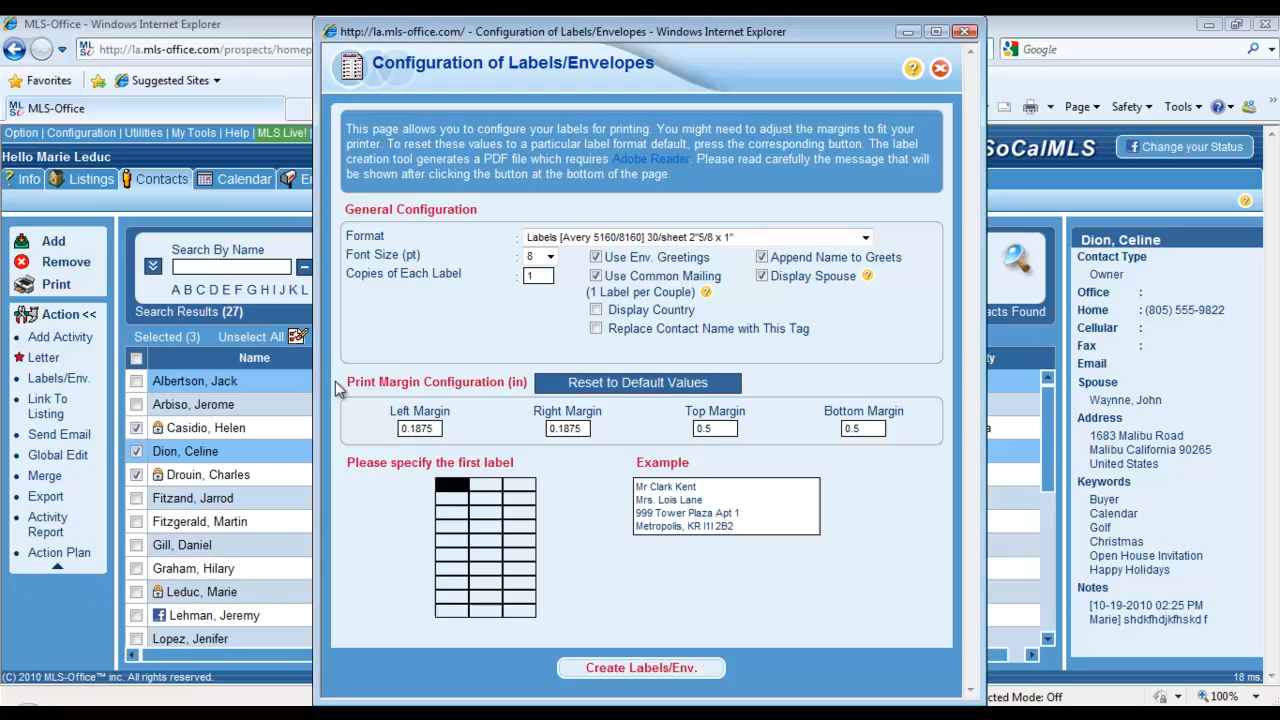 MLS-Office - Windows Internet Explorer
http://la.mls-office.com/prospects/homep
Google
Favorites
Suggested Sites
MLS-Office
Page
Safety
Tools
Option | Configuration | Utilities | My Tools | Help | MLS Live!
Hello Marie Leduc
SoCalMLS
Change your Status
Info
Listings
Contacts
Calendar
Add
Remove
Print
Action <<
Add Activity
Letter
Labels/Env.
Link To
Listing
Send Email
Global Edit
Merge
Export
Activity
Report
Action Plan
Search By Name
A B C D E F G H I J K L
Search Results (27)
acts Found
Selected (3) Unselect All
Name
Albertson, Jack
Arbiso, Jerome
Casidio, Helen
Dion, Celine
Drouin, Charles
Fitzand, Jarrod
Fitzgerald, Martin
Gill, Daniel
Graham, Hilary
Leduc, Marie
Lehman, Jeremy
Lopez, Jenifer
(C) 2010 MLS-Office™ inc. All rights reserved.
http://la.mls-office.com/ - Configuration of Labels/Envelopes - Windows Internet Explorer
Configuration of Labels/Envelopes
This page allows you to configure your labels for printing. You might need to adjust the margins to fit your
printer. To reset these values to a particular label format default, press the corresponding button. The label
creation tool generates a PDF file which requires Adobe Reader. Please read carefully the message that will
be shown after clicking the button at the bottom of the page.
General Configuration
Format : Labels [Avery 5160/8160] 30/sheet 2"5/8 x 1"
Font Size (pt) : 8 Use Env. Greetings Append Name to Greets
Copies of Each Label : 1 Use Common Mailing Display Spouse
(1 Label per Couple)
Display Country
Replace Contact Name with This Tag
Print Margin Configuration (in) Reset to Default Values
Left Margin Right Margin Top Margin Bottom Margin
0.1875 0.1875 0.5 0.5
Please specify the first label Example
Mr Clark Kent
Mrs. Lois Lane
999 Tower Plaza Apt 1
Metropolis, KR I1I 2B2
Create Labels/Env.
Dion, Celine
Contact Type
Owner
Office :
Home : (805) 555-9822
Cellular :
Fax :
Email
Spouse
Waynne, John
Address
1683 Malibu Road
Malibu California 90265
United States
Keywords
Buyer
Calendar
Golf
Christmas
Open House Invitation
Happy Holidays
Notes
[10-19-2010 02:25 PM
Marie] shdkfhdjkfhskd f
18 ms.
ected Mode: Off
100%